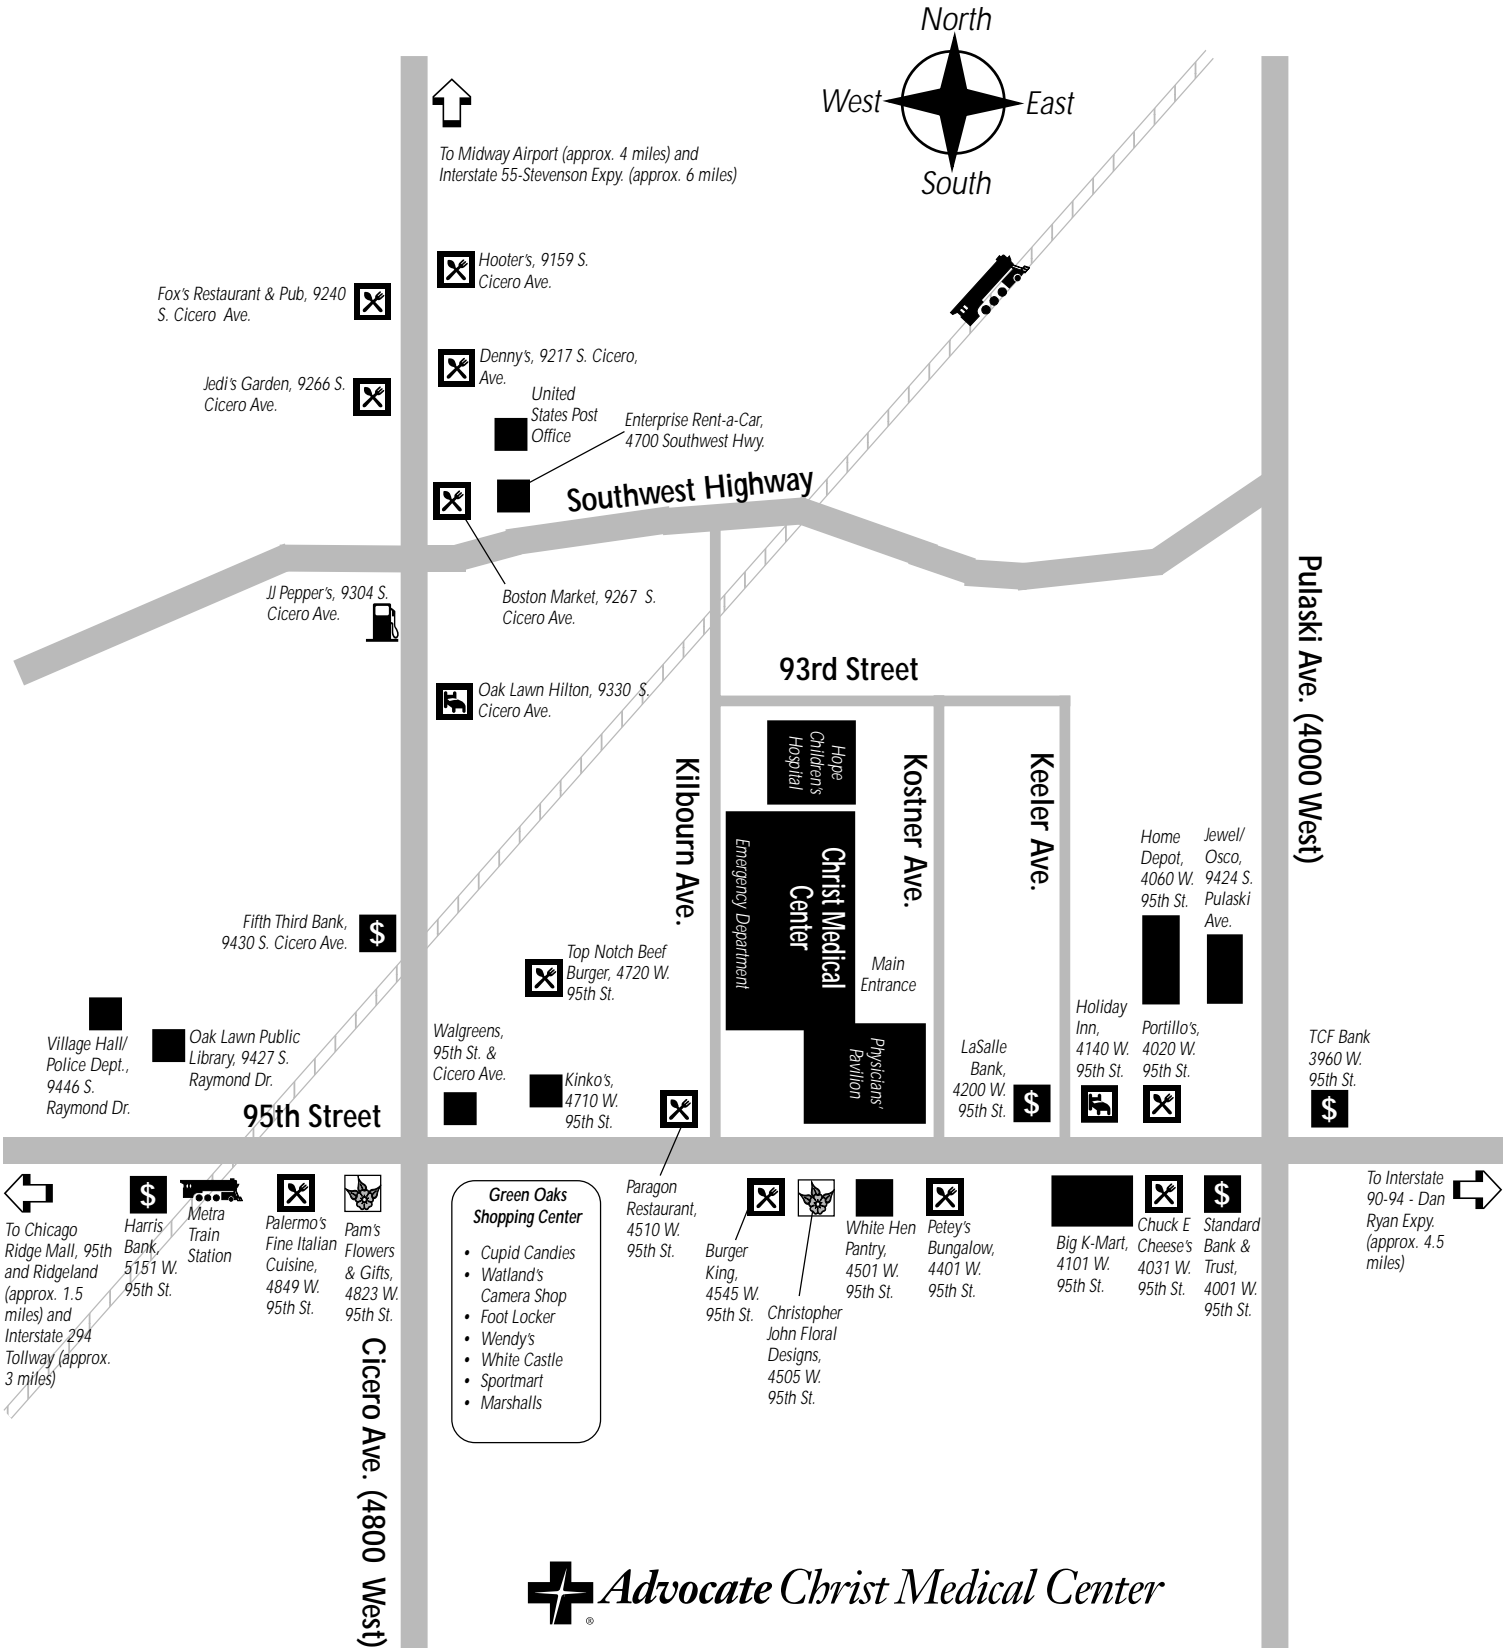 North
West
East
South
To Midway Airport (approx. 4 miles) and
Interstate 55-Stevenson Expy. (approx. 6 miles)
Hooter's, 9159 S.
Cicero Ave.
Fox's Restaurant & Pub, 9240
S. Cicero Ave.
Denny's, 9217 S. Cicero,
Ave.
Jedi's Garden, 9266 S.
Cicero Ave.
United
States Post
Office
Enterprise Rent-a-Car,
4700 Southwest Hwy.
Southwest Highway
JJ Pepper's, 9304 S.
Cicero Ave.
Boston Market, 9267 S.
Cicero Ave.
Pulaski Ave. (4000 West)
93rd Street
Oak Lawn Hilton, 9330 S.
Cicero Ave.
Hope
Children's
Hospital
Kilbourn Ave.
Kostner Ave.
Keeler Ave.
Christ Medical
Center
Emergency Department
Main
Entrance
Physicians'
Pavilion
Home
Depot,
4060 W.
95th St.
Jewel/
Osco,
9424 S.
Pulaski
Ave.
Fifth Third Bank,
9430 S. Cicero Ave.
$
Top Notch Beef
Burger, 4720 W.
95th St.
Village Hall/
Police Dept.,
9446 S.
Raymond Dr.
Oak Lawn Public
Library, 9427 S.
Raymond Dr.
Walgreens,
95th St. &
Cicero Ave.
Kinko's,
4710 W.
95th St.
LaSalle
Bank,
4200 W.
95th St.
$
Holiday
Inn,
4140 W.
95th St.
Portillo's,
4020 W.
95th St.
TCF Bank
3960 W.
95th St.
$
95th Street
To Chicago
Ridge Mall, 95th
and Ridgeland
(approx. 1.5
miles) and
Interstate 294
Tollway (approx.
3 miles)
$
Harris
Bank,
5151 W.
95th St.
Metra
Train
Station
Palermo's
Fine Italian
Cuisine,
4849 W.
95th St.
Pam's
Flowers
& Gifts,
4823 W.
95th St.
Cicero Ave. (4800 West)
Green Oaks
Shopping Center
• Cupid Candies
• Watland's
Camera Shop
• Foot Locker
• Wendy's
• White Castle
• Sportmart
• Marshalls
Paragon
Restaurant,
4510 W.
95th St.
Burger
King,
4545 W.
95th St.
Christopher
John Floral
Designs,
4505 W.
95th St.
White Hen
Pantry,
4501 W.
95th St.
Petey's
Bungalow,
4401 W.
95th St.
Big K-Mart,
4101 W.
95th St.
Chuck E
Cheese's
4031 W.
95th St.
$
Standard
Bank &
Trust,
4001 W.
95th St.
To Interstate
90-94 - Dan
Ryan Expy.
(approx. 4.5
miles)
® Advocate Christ Medical Center